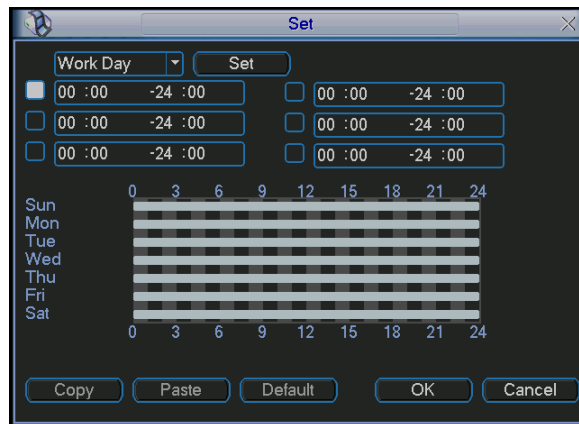 Set
Work Day Set
00 :00 -24 :00 00 :00 -24 :00
00 :00 -24 :00 00 :00 -24 :00
00 :00 -24 :00 00 :00 -24 :00
0 3 6 9 12 15 18 21 24
Sun
Mon
Tue
Wed
Thu
Fri
Sat
0 3 6 9 12 15 18 21 24
Copy Paste Default OK Cancel